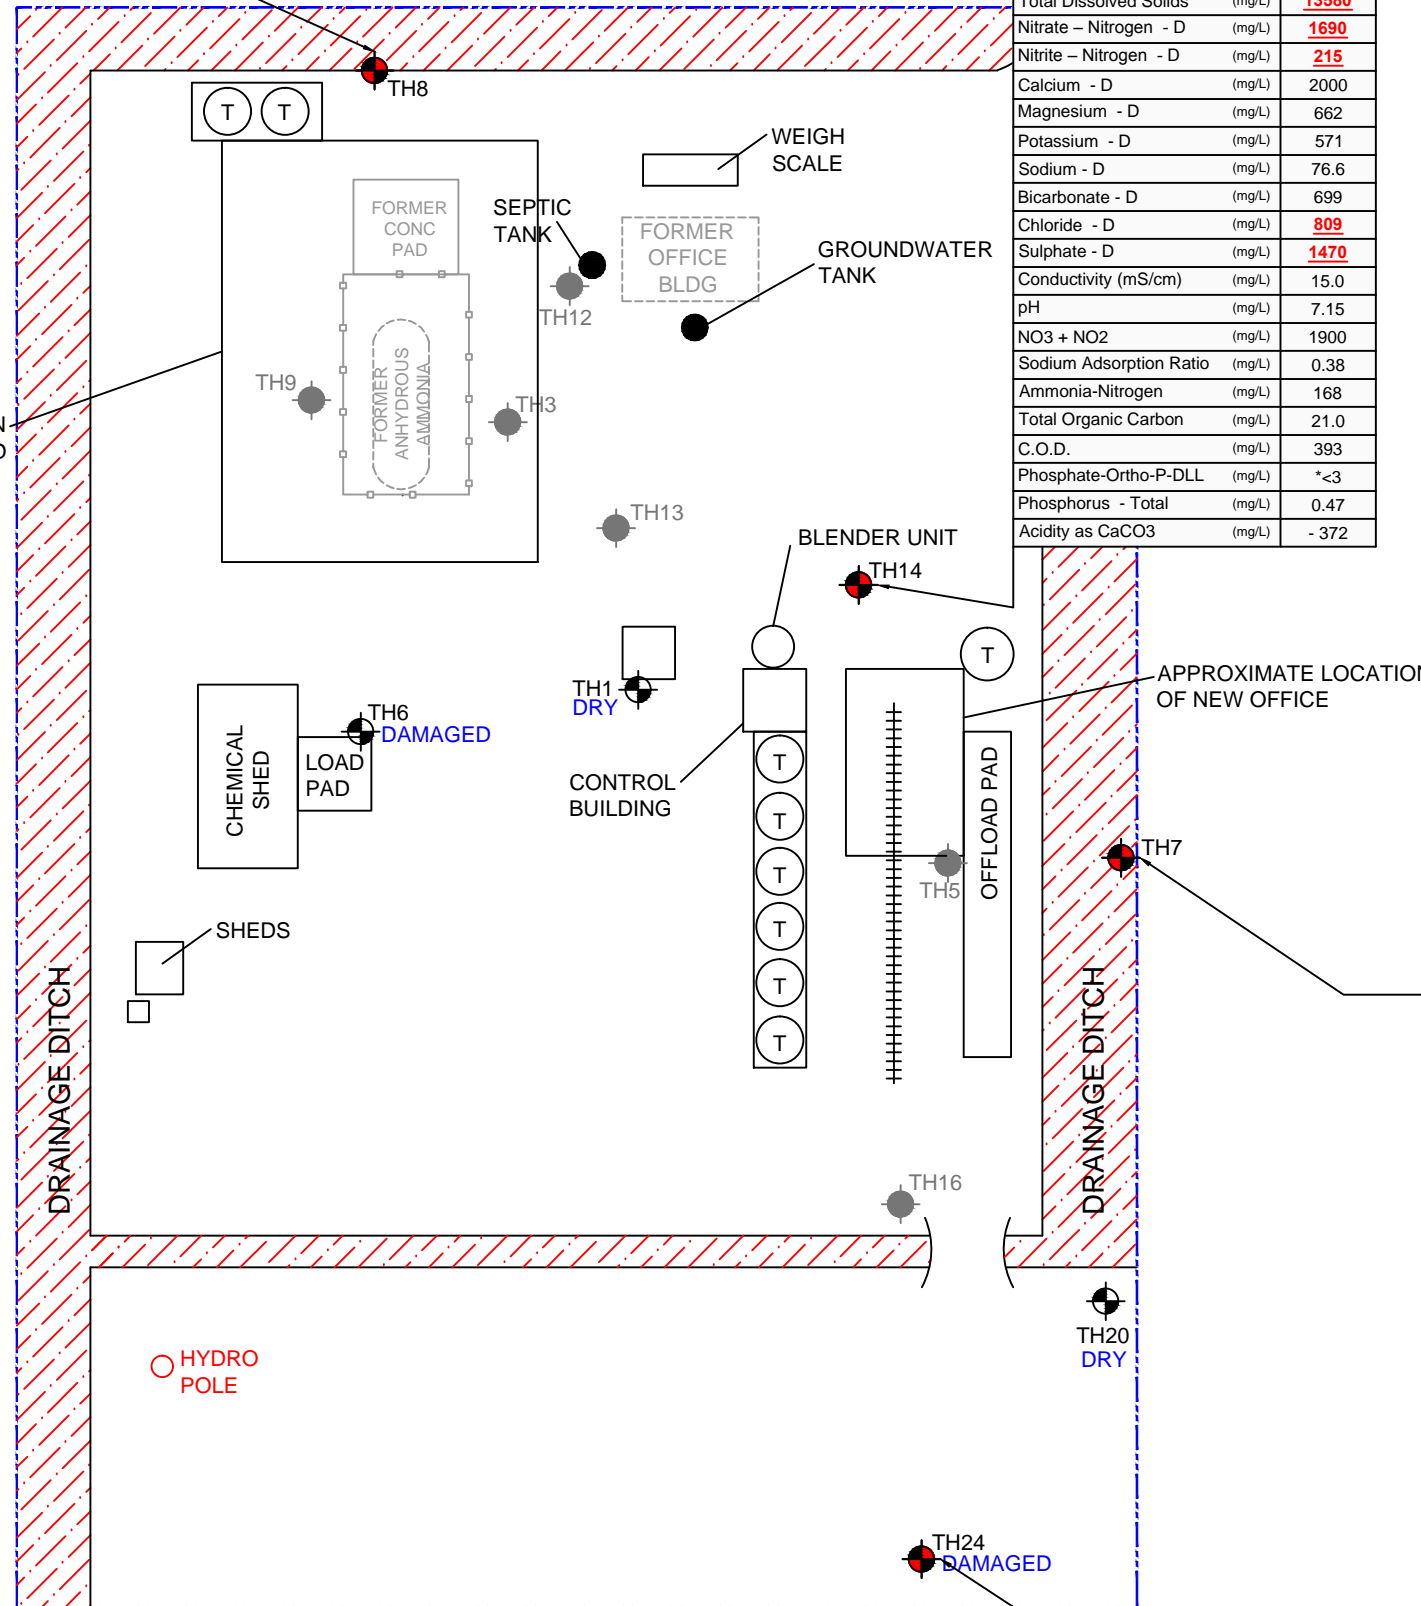 Total Dissolved Solids (mg/L) 13580
Nitrate – Nitrogen - D (mg/L) 1690
Nitrite – Nitrogen - D (mg/L) 215
Calcium - D (mg/L) 2000
Magnesium - D (mg/L) 662
Potassium - D (mg/L) 571
Sodium - D (mg/L) 76.6
Bicarbonate - D (mg/L) 699
Chloride - D (mg/L) 809
Sulphate - D (mg/L) 1470
Conductivity (mS/cm) (mg/L) 15.0
pH (mg/L) 7.15
NO3 + NO2 (mg/L) 1900
Sodium Adsorption Ratio (mg/L) 0.38
Ammonia-Nitrogen (mg/L) 168
Total Organic Carbon (mg/L) 21.0
C.O.D. (mg/L) 393
Phosphate-Ortho-P-DLL (mg/L) *<3
Phosphorus - Total (mg/L) 0.47
Acidity as CaCO3 (mg/L) - 372
TH8
T T
WEIGH
SCALE
FORMER
CONC
PAD
SEPTIC
TANK
FORMER
OFFICE
BLDG
GROUNDWATER
TANK
TH12
TH9
FORMER
ANHYDROUS
AMMONIA
TH3
N
D
TH13
BLENDER UNIT
TH14
T
TH1
DRY
APPROXIMATE LOCATION
OF NEW OFFICE
TH6
DAMAGED
CHEMICAL
SHED
LOAD
PAD
CONTROL
BUILDING
T
T
T
T
T
T
OFFLOAD PAD
TH7
TH5
SHEDS
DRAINAGE DITCH
DRAINAGE DITCH
TH16
TH20
DRY
HYDRO
POLE
TH24
DAMAGED